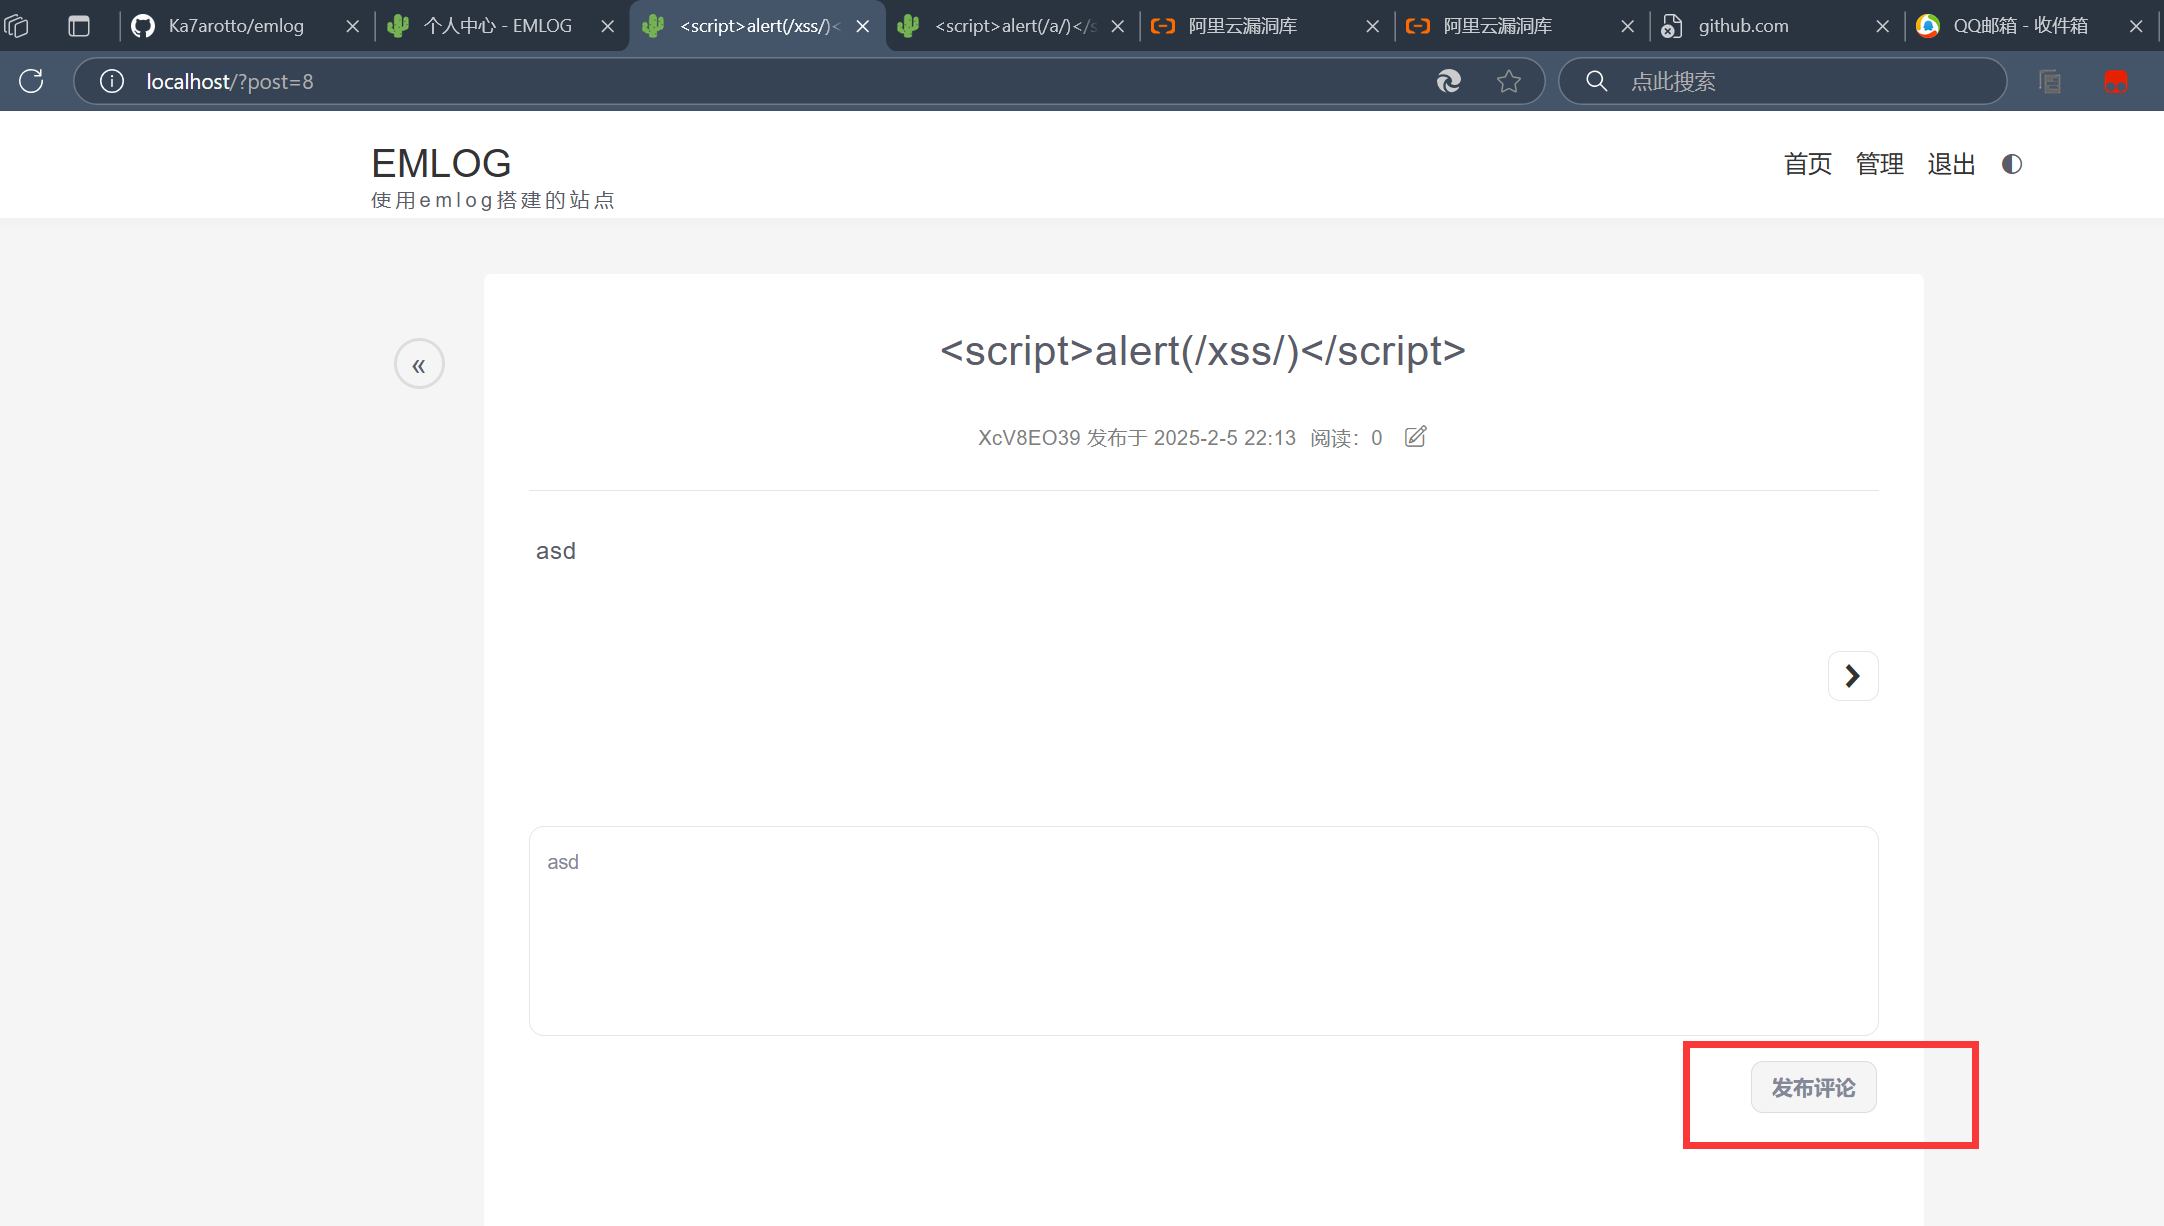 Ka7arotto/emlog
个人中心 - EMLOG
<script>alert(/xss/)<
<script>alert(/a/)</s
阿里云漏洞库
阿里云漏洞库
github.com
QQ邮箱 - 收件箱
localhost/?post=8
点此搜索
EMLOG
使用emlog搭建的站点
首页 管理 退出
«
<script>alert(/xss/)</script>
XcV8EO39 发布于 2025-2-5 22:13 阅读：0
asd
asd
发布评论